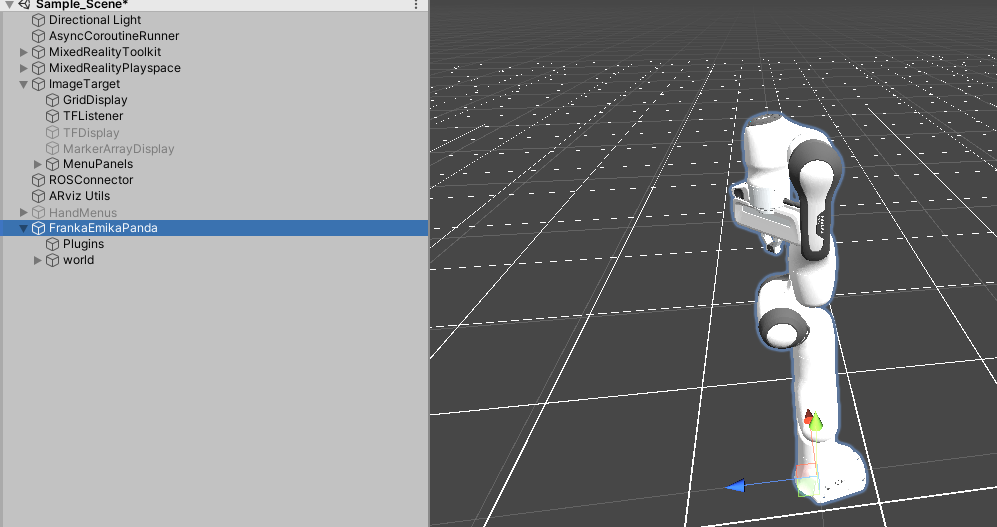 Sample_Scene*
Directional Light
AsyncCoroutineRunner
MixedRealityToolkit
MixedRealityPlayspace
ImageTarget
GridDisplay
TFListener
TFDisplay
MarkerArrayDisplay
MenuPanels
ROSConnector
ARviz Utils
HandMenus
FrankaEmikaPanda
Plugins
world